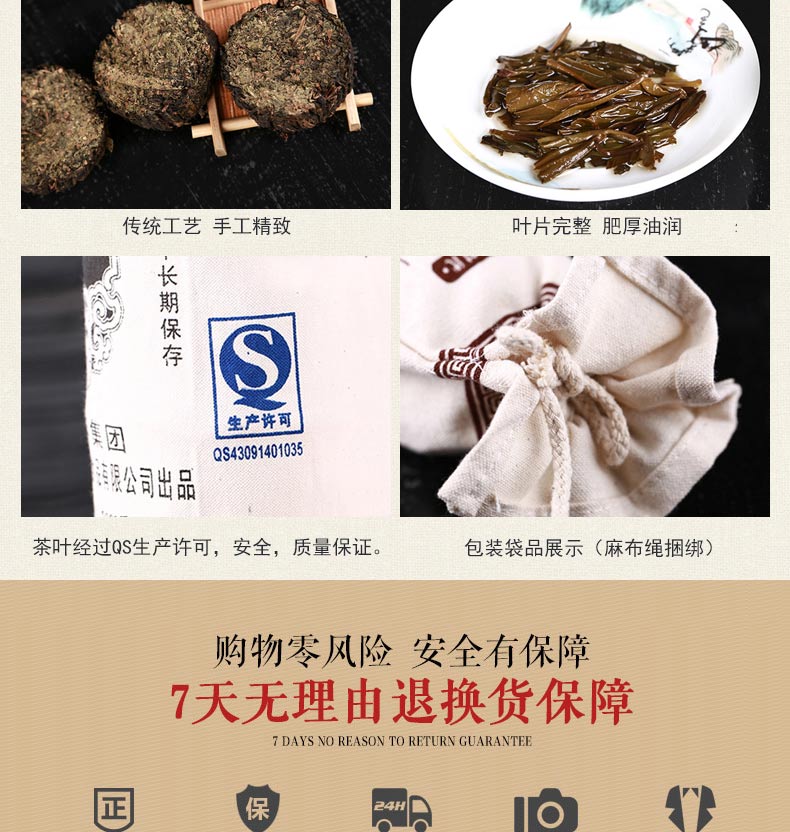 传统工艺 手工精致
叶片完整 肥厚油润
长期保存
生产许可
QS43091401035
集团
有限公司出品
茶叶经过QS生产许可，安全，质量保证。
包装袋品展示（麻布绳捆绑）
购物零风险 安全有保障
7天无理由退换货保障
7 DAYS NO REASON TO RETURN GUARANTEE
正
保
24H